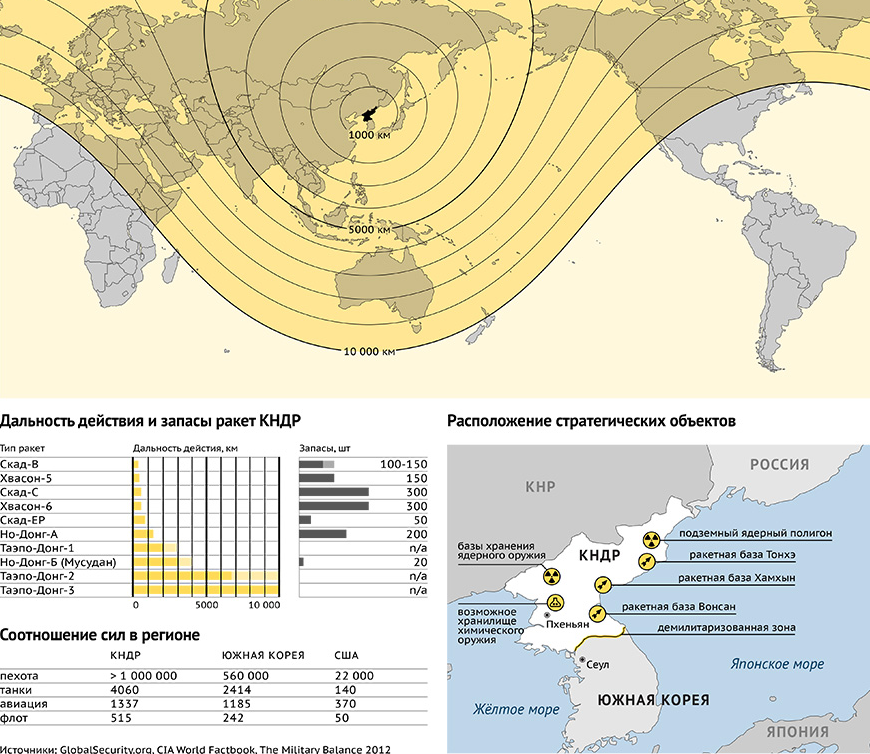 1000 км
5000 км
10 000 км
Дальность действия и запасы ракет КНДР
Тип ракет Дальность действия, км Запасы, шт
Скад-B 100-150
Хвасон-5 150
Скад-C 300
Хвасон-6 300
Скад-ЕР 50
Но-Донг-А 200
Таэпо-Донг-1 n/a
Но-Донг-Б (Мусудан) 20
Таэпо-Донг-2 n/a
Таэпо-Донг-3 n/a
0 5000 10 000
Соотношение сил в регионе
КНДР ЮЖНАЯ КОРЕЯ США
пехота > 1 000 000 560 000 22 000
танки 4060 2414 140
авиация 1337 1185 370
флот 515 242 50
Источники: GlobalSecurity.org, CIA World Factbook, The Military Balance 2012
Расположение стратегических объектов
РОССИЯ
КНР
подземный ядерный полигон
базы хранения
ядерного оружия
КНДР
ракетная база Тонхэ
ракетная база Хамхын
возможное
хранилище
химического
оружия
ракетная база Вонсан
Пхеньян
демилитаризованная зона
Сеул
Японское море
ЮЖНАЯ КОРЕЯ
Жёлтое море
ЯПОНИЯ